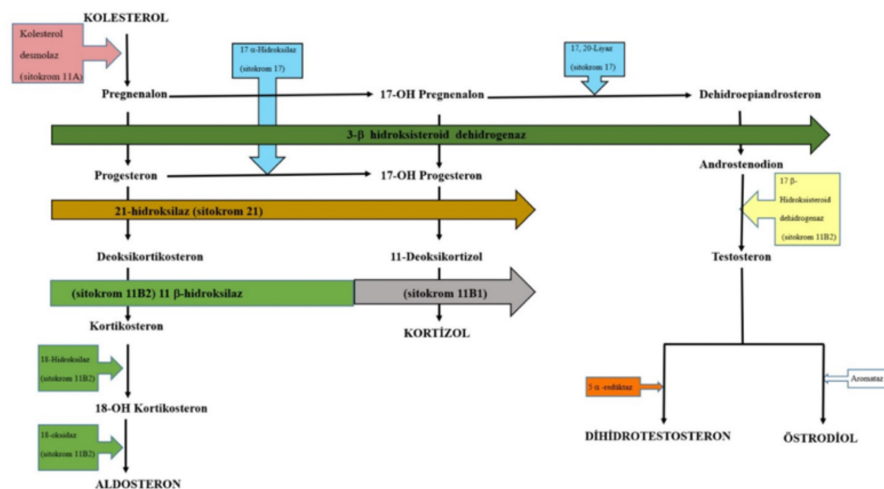 KOLESTEROL
Kolesterol
desmolaz
(sitokrom 11A)
17 α-Hidroksilaz
(sitokrom 17)
17, 20-Liyaz
(sitokrom 17)
Pregnenalon
17-OH Pregnenalon
Dehidroepiandrosteron
3-β hidroksisteroid dehidrogenaz
Androstenodion
Progesteron
17-OH Progesteron
17 β-
Hidroksisteroid
dehidrogenaz
(sitokrom 11B2)
21-hidroksilaz (sitokrom 21)
Deoksikortikosteron
11-Deoksikortizol
Testosteron
(sitokrom 11B2) 11 β-hidroksilaz
(sitokrom 11B1)
Kortikosteron
KORTİZOL
18-Hidroksilaz
(sitokrom 11B2)
5 α -redüktaz
Aromataz
18-OH Kortikosteron
18-oksidaz
(sitokrom 11B2)
DİHİDROTESTOSTERON
ÖSTRODİOL
ALDOSTERON